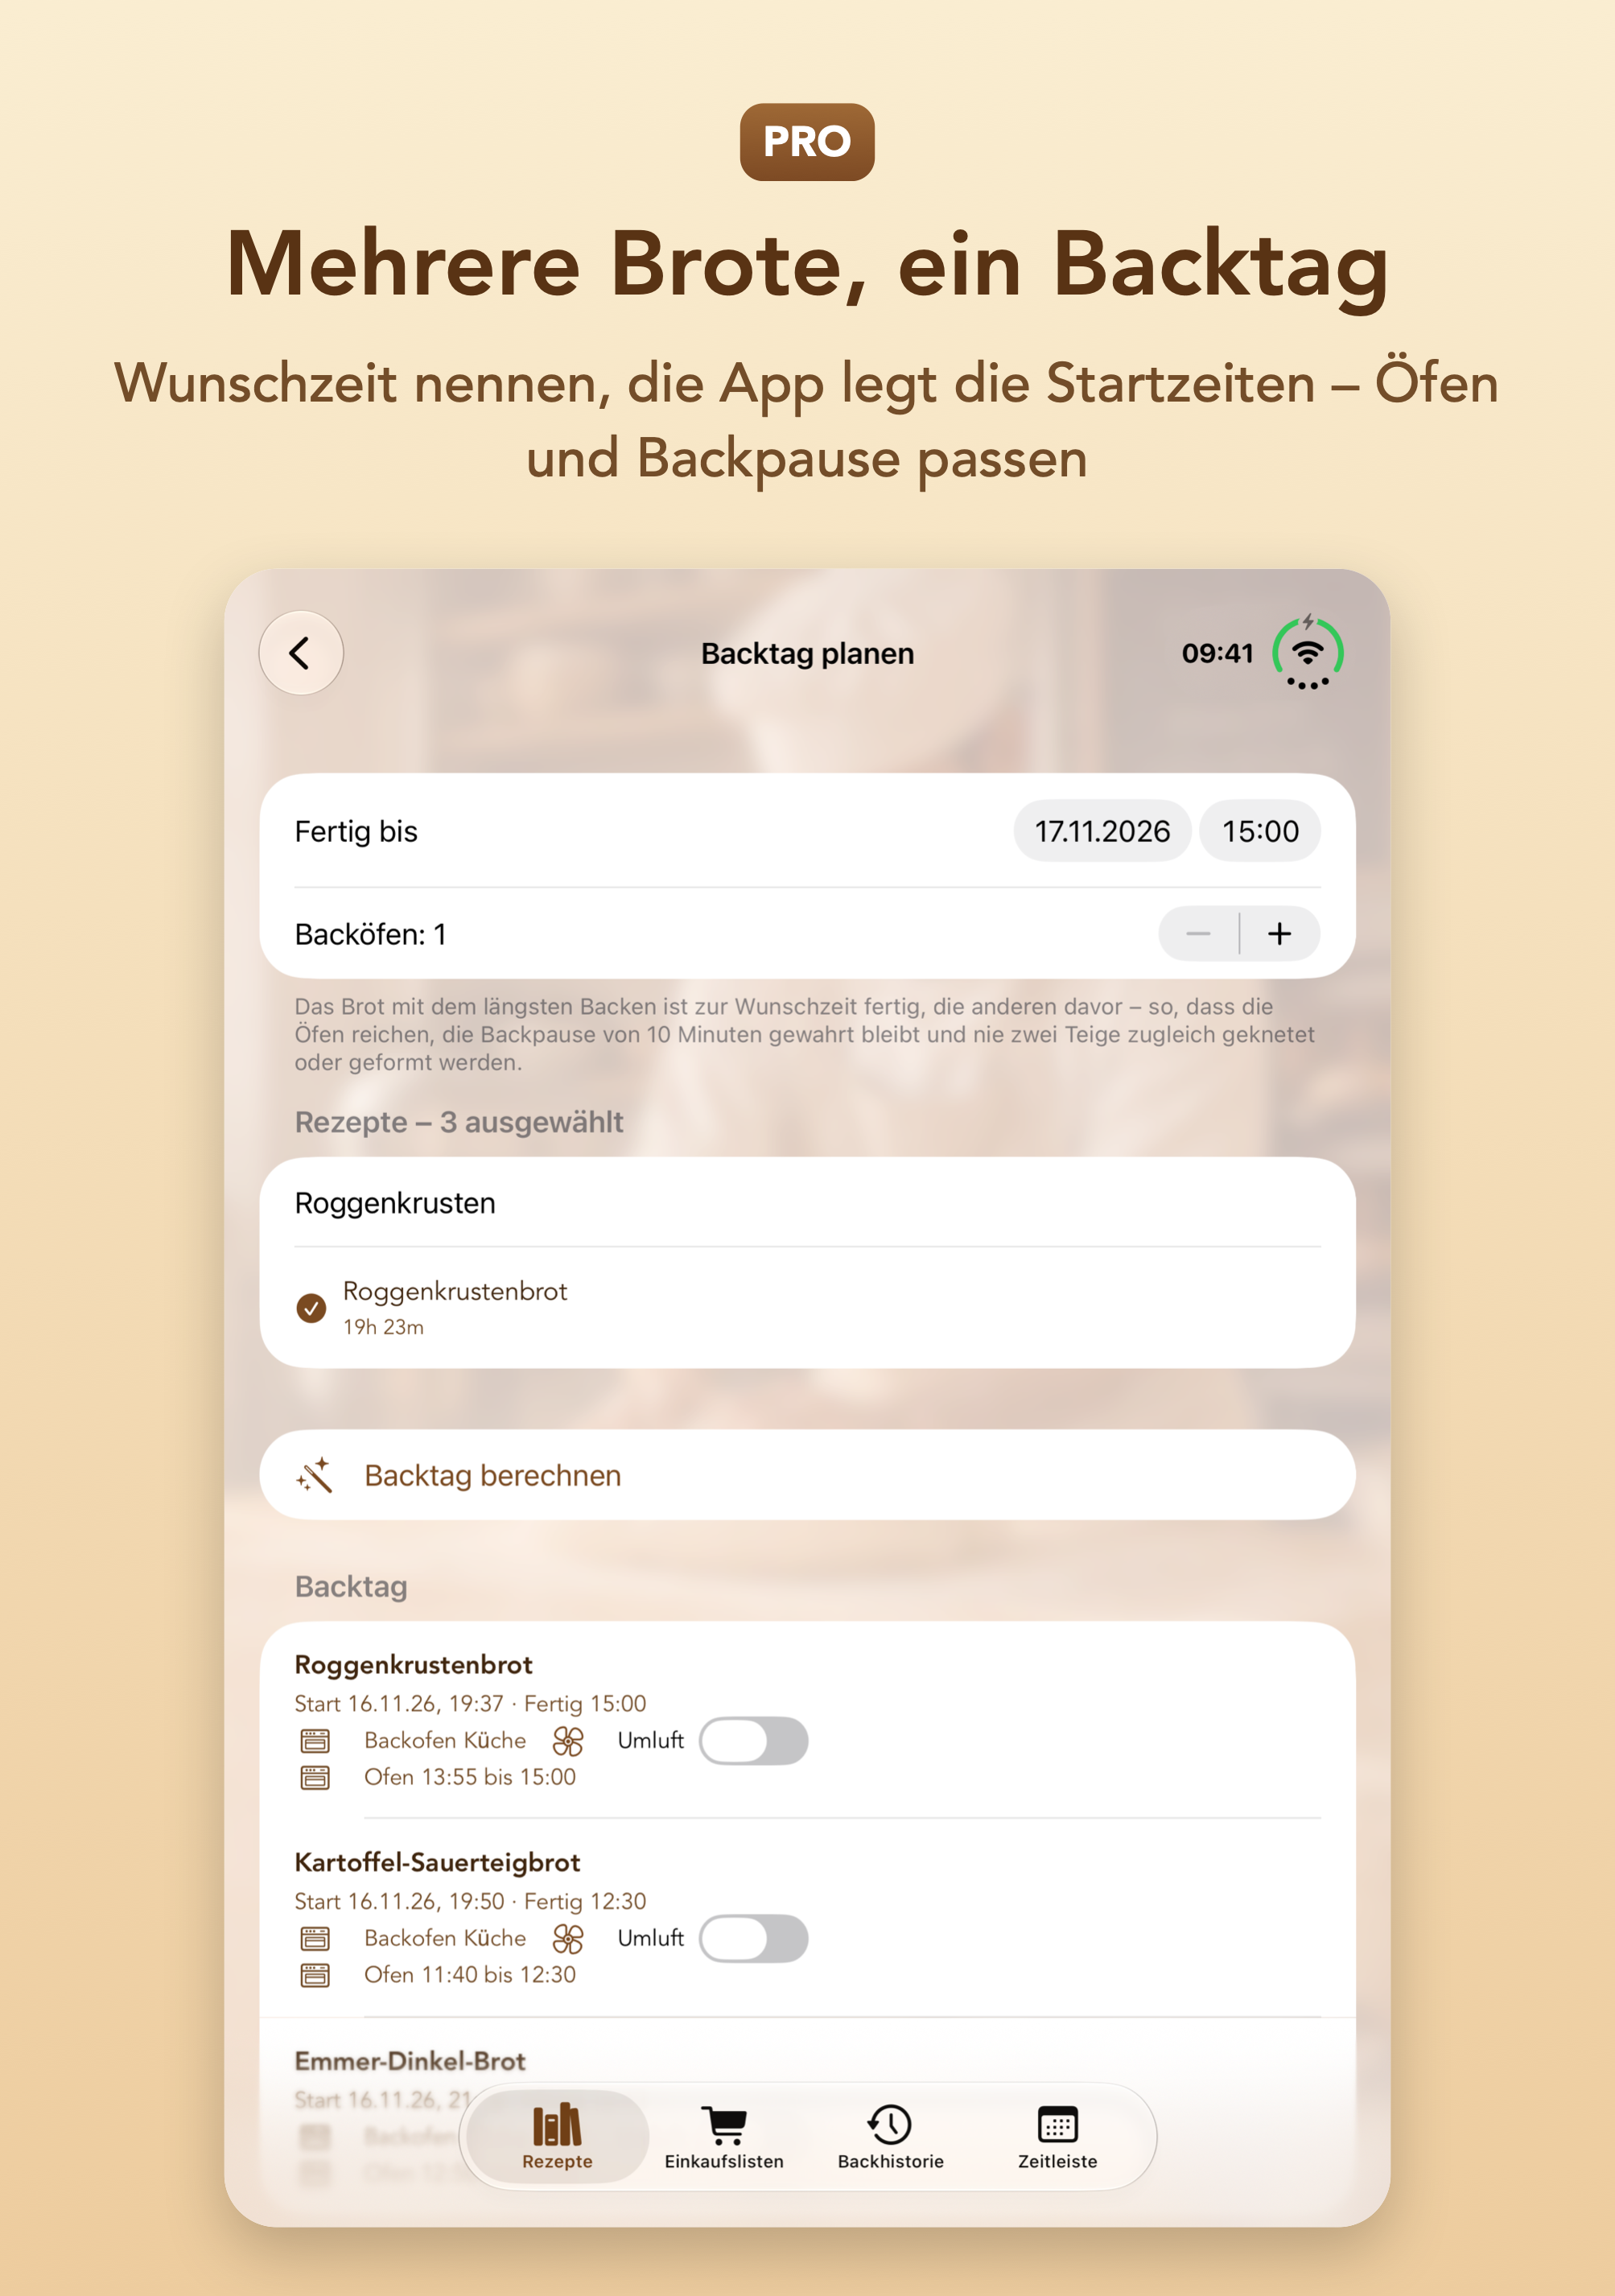 PRO
Mehrere Brote, ein Backtag
Wunschzeit nennen, die App legt die Startzeiten – Öfen
und Backpause passen
Backtag planen
09:41
Fertig bis
17.11.2026
15:00
Backöfen: 1
Das Brot mit dem längsten Backen ist zur Wunschzeit fertig, die anderen davor – so, dass die
Öfen reichen, die Backpause von 10 Minuten gewahrt bleibt und nie zwei Teige zugleich geknetet
oder geformt werden.
Rezepte – 3 ausgewählt
Roggenkrusten
Roggenkrustenbrot
19h 23m
Backtag berechnen
Backtag
Roggenkrustenbrot
Start 16.11.26, 19:37 · Fertig 15:00
Backofen Küche Umluft
Ofen 13:55 bis 15:00
Kartoffel-Sauerteigbrot
Start 16.11.26, 19:50 · Fertig 12:30
Backofen Küche Umluft
Ofen 11:40 bis 12:30
Emmer-Dinkel-Brot
Start 16.11.26, 21
Backofen
Rezepte
Einkaufslisten
Backhistorie
Zeitleiste